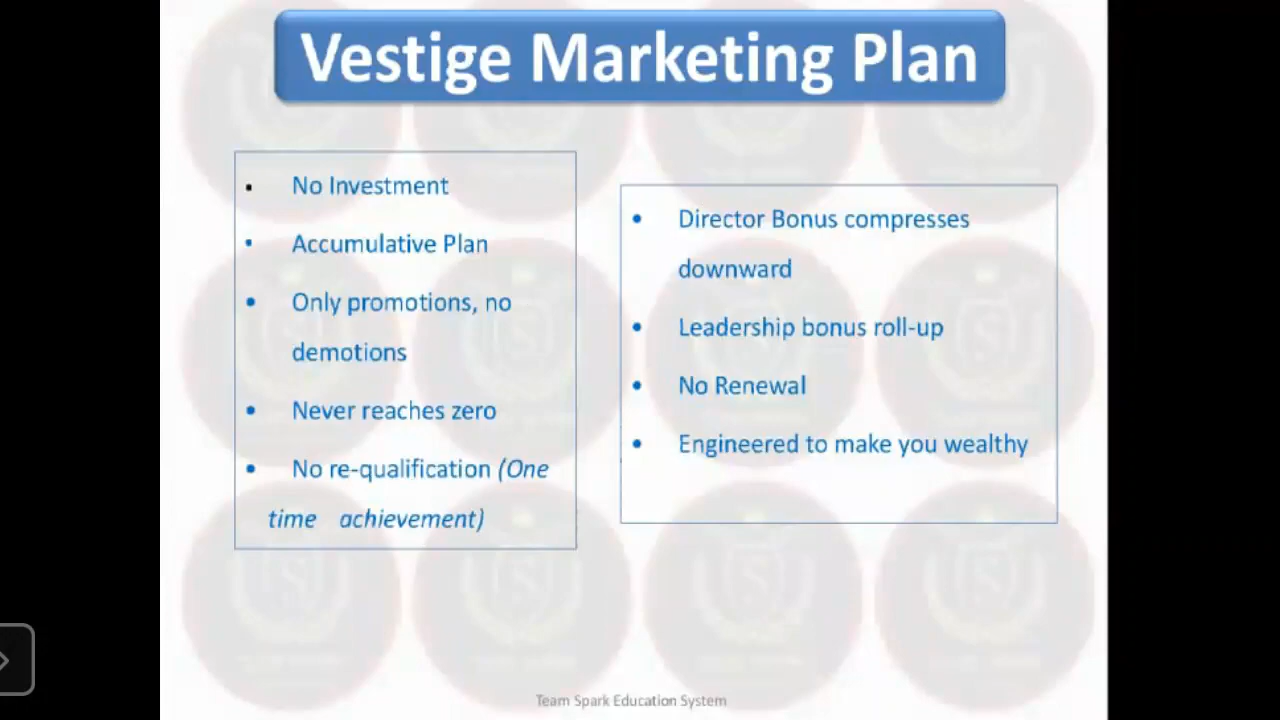 Vestige Marketing Plan
• No Investment
• Accumulative Plan
• Only promotions, no
demotions
• Never reaches zero
• No re-qualification (One
time achievement)
• Director Bonus compresses
downward
• Leadership bonus roll-up
• No Renewal
• Engineered to make you wealthy
Team Spark Education System